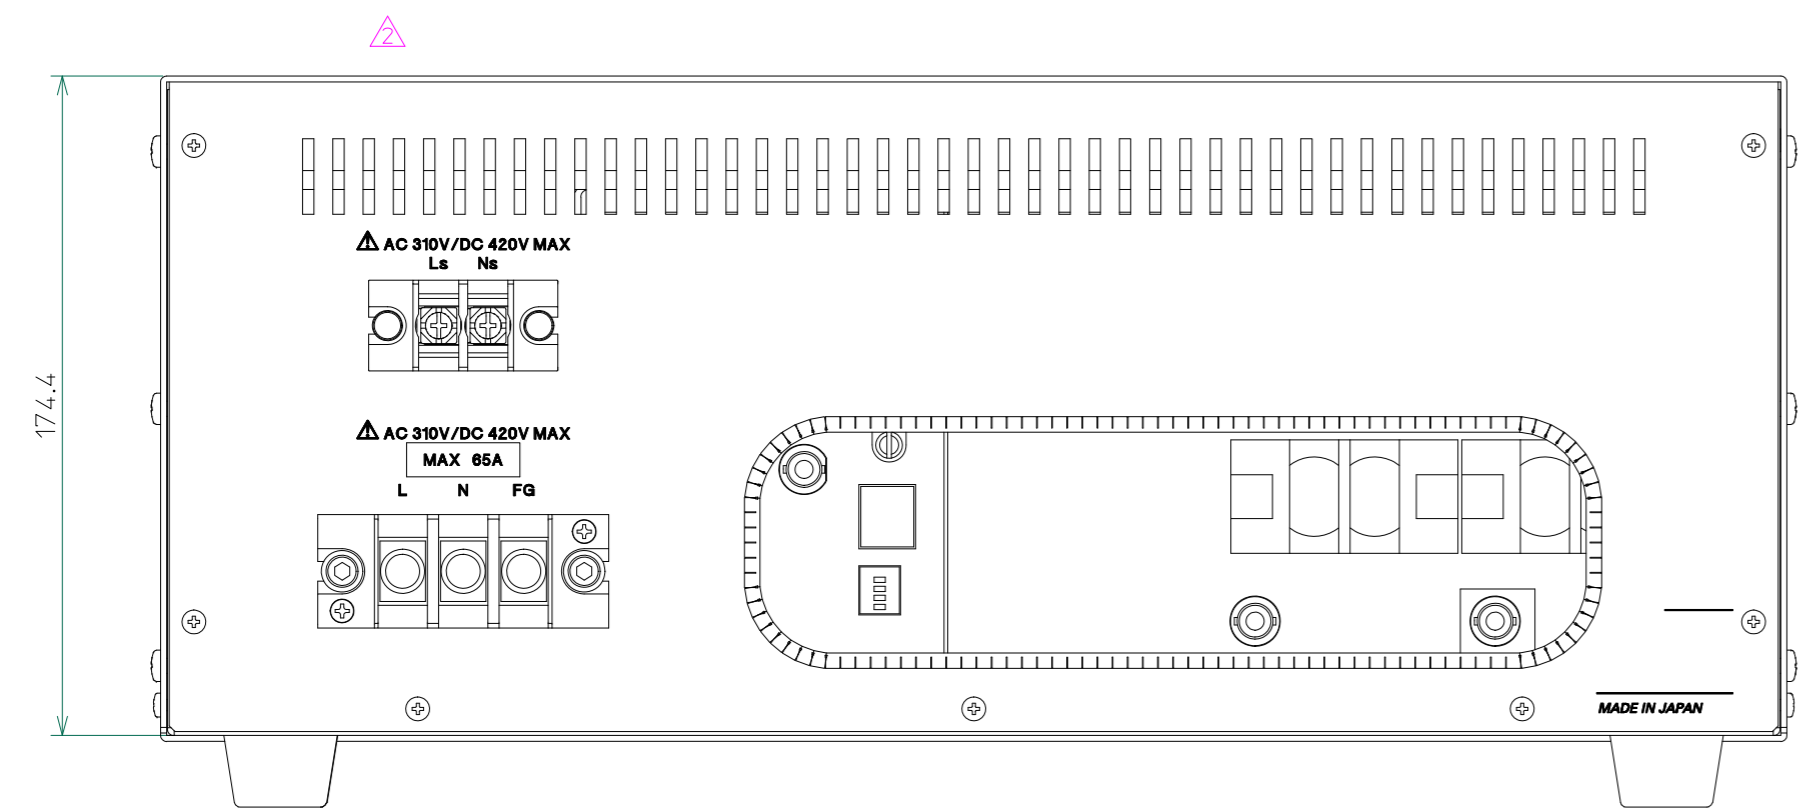 2
AC 310V/DC 420V MAX
Ls Ns
174.4
AC 310V/DC 420V MAX
MAX 65A
L N FG
MADE IN JAPAN